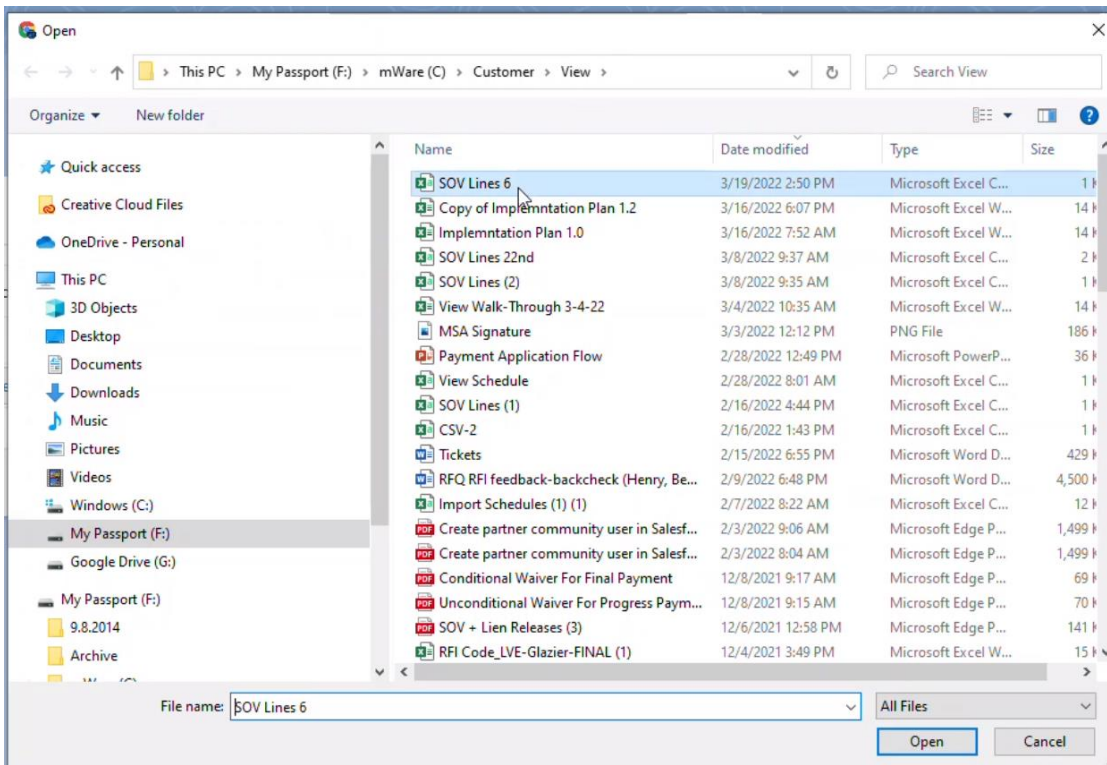 Open
This PC > My Passport (F:) > mWare (C) > Customer > View >
Search View
Organize
New folder
Name Date modified Type Size
Quick access
Creative Cloud Files
OneDrive - Personal
This PC
3D Objects
Desktop
Documents
Downloads
Music
Pictures
Videos
Windows (C:)
My Passport (F:)
Google Drive (G:)
My Passport (F:)
9.8.2014
Archive
SOV Lines 6 3/19/2022 2:50 PM Microsoft Excel C... 1
Copy of Implemntation Plan 1.2 3/16/2022 6:07 PM Microsoft Excel W... 14
Implemntation Plan 1.0 3/16/2022 7:52 AM Microsoft Excel W... 14
SOV Lines 22nd 3/8/2022 9:37 AM Microsoft Excel C... 2
SOV Lines (2) 3/8/2022 9:35 AM Microsoft Excel C... 1
View Walk-Through 3-4-22 3/4/2022 10:35 AM Microsoft Excel W... 14
MSA Signature 3/3/2022 12:12 PM PNG File 186
Payment Application Flow 2/28/2022 12:49 PM Microsoft PowerP... 36
View Schedule 2/28/2022 8:01 AM Microsoft Excel C... 1
SOV Lines (1) 2/16/2022 4:44 PM Microsoft Excel C... 1
CSV-2 2/16/2022 1:43 PM Microsoft Excel C... 1
Tickets 2/15/2022 6:55 PM Microsoft Word D... 429
RFQ RFI feedback-backcheck (Henry, Be... 2/9/2022 6:48 PM Microsoft Word D... 4,500
Import Schedules (1) (1) 2/7/2022 8:22 AM Microsoft Excel C... 12
Create partner community user in Salesf... 2/3/2022 9:06 AM Microsoft Edge P... 1,499
Create partner community user in Salesf... 2/3/2022 8:04 AM Microsoft Edge P... 1,499
Conditional Waiver For Final Payment 12/8/2021 9:17 AM Microsoft Edge P... 69
Unconditional Waiver For Progress Paym... 12/8/2021 9:15 AM Microsoft Edge P... 70
SOV + Lien Releases (3) 12/6/2021 12:58 PM Microsoft Edge P... 141
RFI Code_LVE-Glazier-FINAL (1) 12/4/2021 3:49 PM Microsoft Excel W... 15
File name: SOV Lines 6
All Files
Open
Cancel